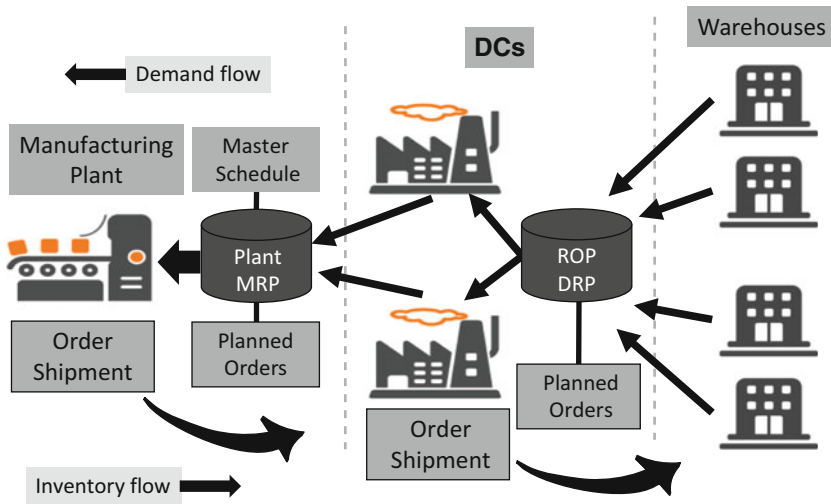 DCs
Warehouses
Demand flow
Manufacturing
Plant
Master
Schedule
Plant
MRP
ROP
DRP
Order
Shipment
Planned
Orders
Planned
Orders
Order
Shipment
Inventory flow